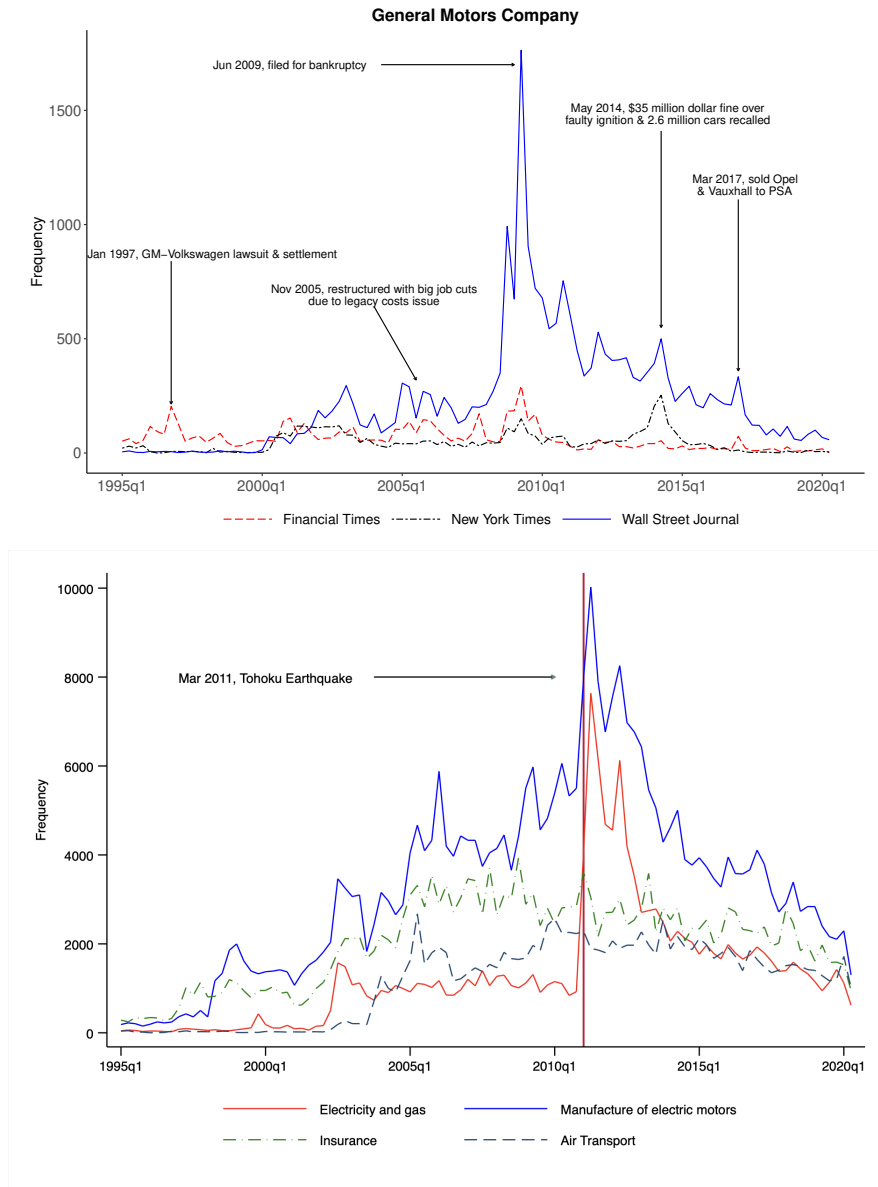 General Motors Company
Frequency
1500
1000
500
0
Jun 2009, filed for bankruptcy
May 2014, $35 million dollar fine over
faulty ignition & 2.6 million cars recalled
Mar 2017, sold Opel
& Vauxhall to PSA
Jan 1997, GM−Volkswagen lawsuit & settlement
Nov 2005, restructured with big job cuts
due to legacy costs issue
1995q1 2000q1 2005q1 2010q1 2015q1 2020q1
Financial Times New York Times Wall Street Journal
Frequency
10000
8000
6000
4000
2000
0
Mar 2011, Tohoku Earthquake
1995q1 2000q1 2005q1 2010q1 2015q1 2020q1
Electricity and gas Manufacture of electric motors
Insurance Air Transport